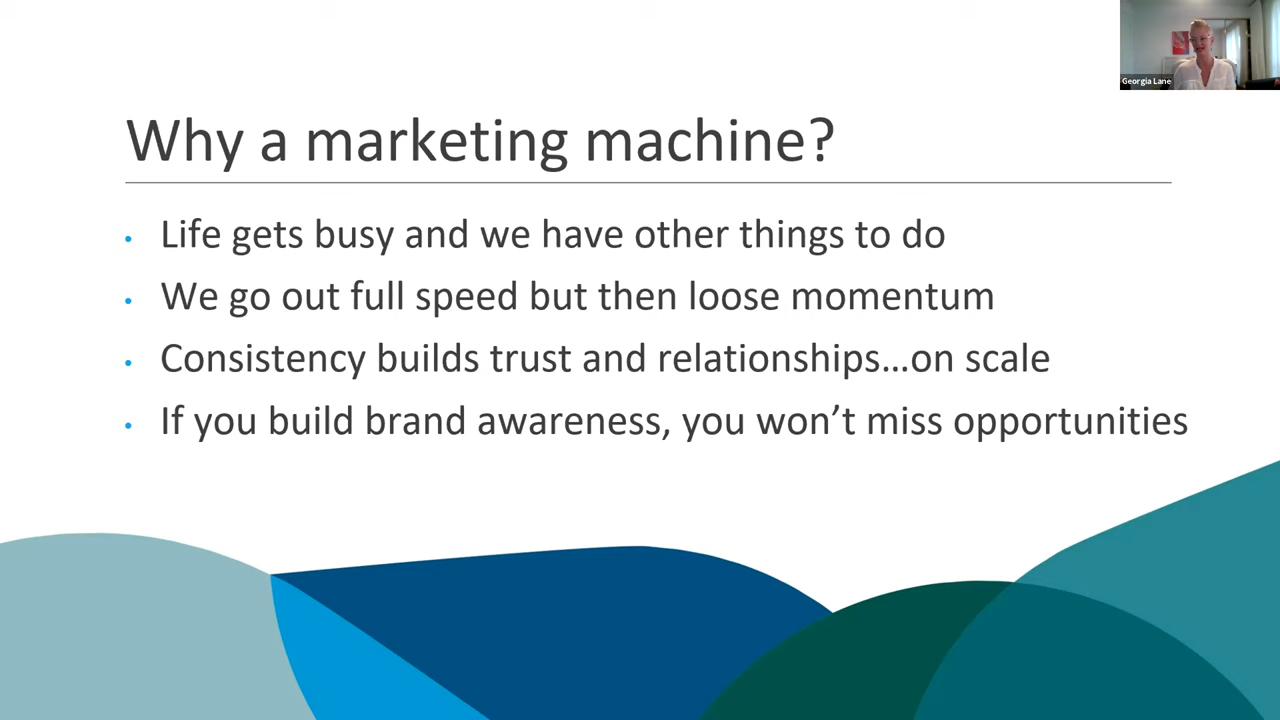 Georgia Lane
Why a marketing machine?
• Life gets busy and we have other things to do
• We go out full speed but then loose momentum
• Consistency builds trust and relationships…on scale
• If you build brand awareness, you won’t miss opportunities